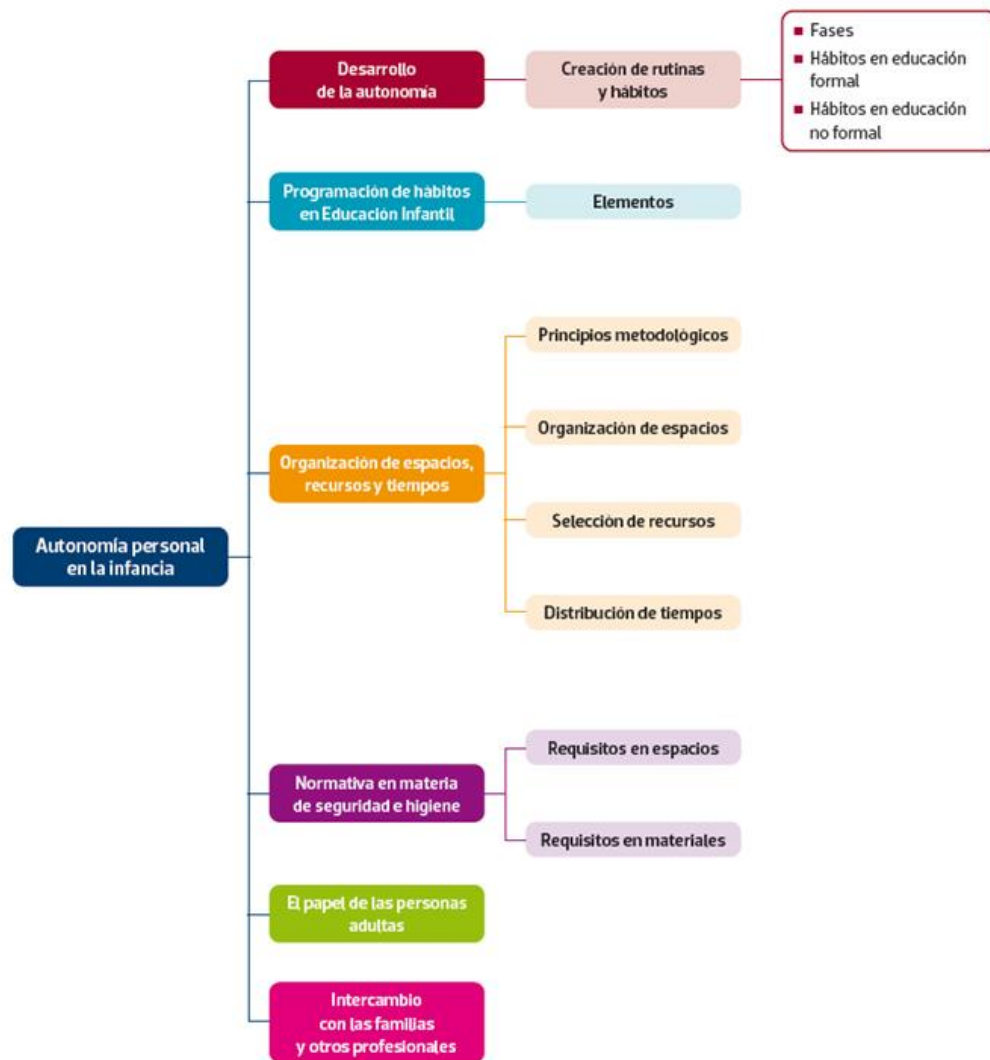 Autonomía personal
en la infancia
Desarrollo
de la autonomía
Creación de rutinas
y hábitos
Fases
Hábitos en educación
formal
Hábitos en educación
no formal
Programación de hábitos
en Educación Infantil
Elementos
Organización de espacios,
recursos y tiempos
Principios metodológicos
Organización de espacios
Selección de recursos
Distribución de tiempos
Normativa en materia
de seguridad e higiene
Requisitos en espacios
Requisitos en materiales
El papel de las personas
adultas
Intercambio
con las familias
y otros profesionales